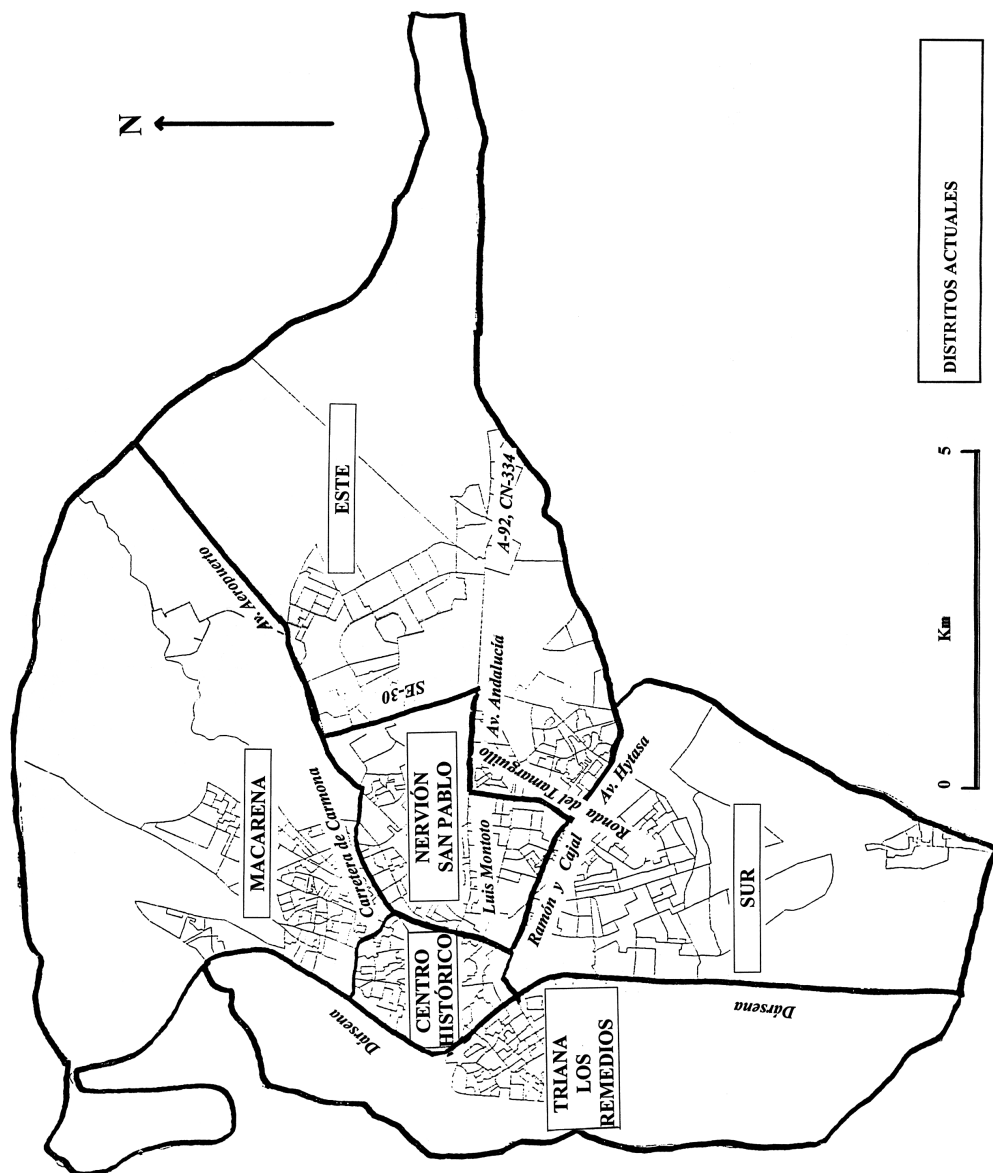 N
Av. Aeropuerto
ESTE
A-92, CN-334
SE-30
Av. Andalucía
MACARENA
Carretera de Carmona
NERVIÓN
SAN PABLO
Luis Montoto
Ronda del Tamarguillo
Av. Hytasa
Ramón y Cajal
CENTRO
HISTÓRICO
Dársena
TRIANA
LOS
REMEDIOS
SUR
Dársena
0
Km
5
DISTRITOS ACTUALES